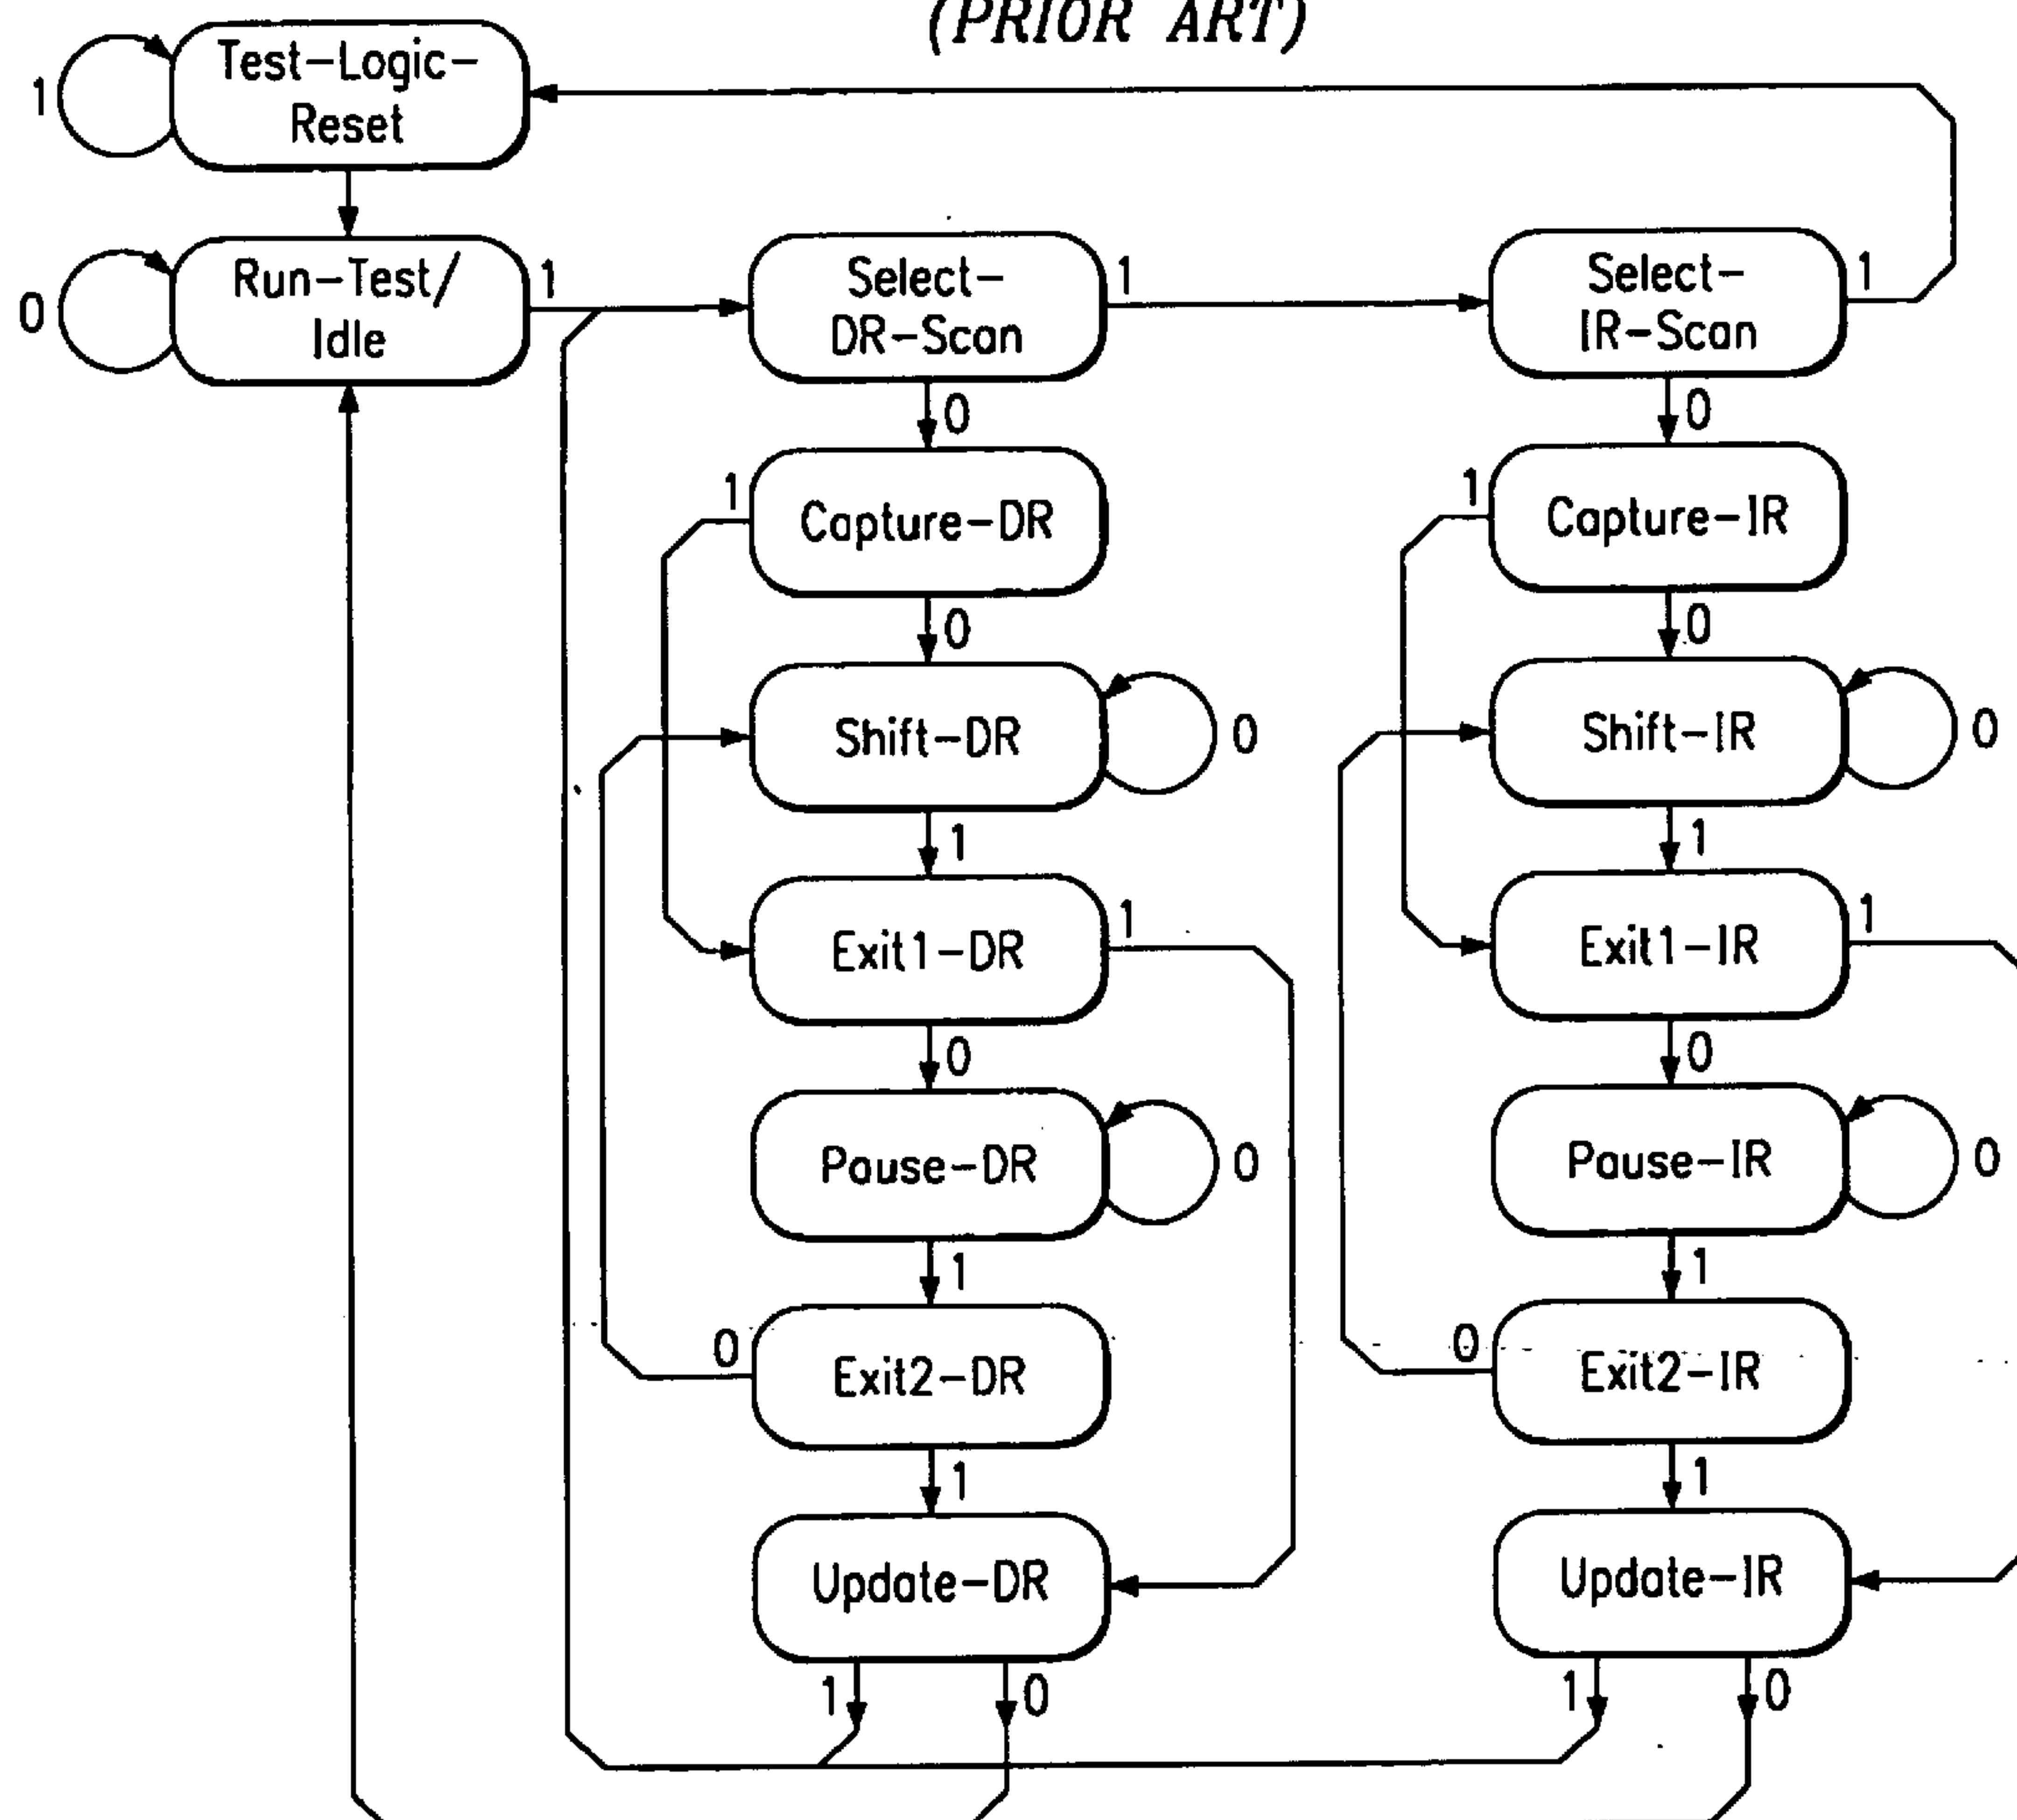 (PRIOR ART)
Test-Logic-
Reset
1
Run-Test/
Idle
0
1
Select-
DR-Scan
1
0
Select-
IR-Scan
1
0
Capture-DR
1
0
Capture-IR
1
0
Shift-DR
0
1
Shift-IR
0
1
Exit1-DR
1
0
Exit1-IR
1
0
Pause-DR
0
1
Pause-IR
0
1
Exit2-DR
0
1
Exit2-IR
0
1
Update-DR
1
0
Update-IR
1
0